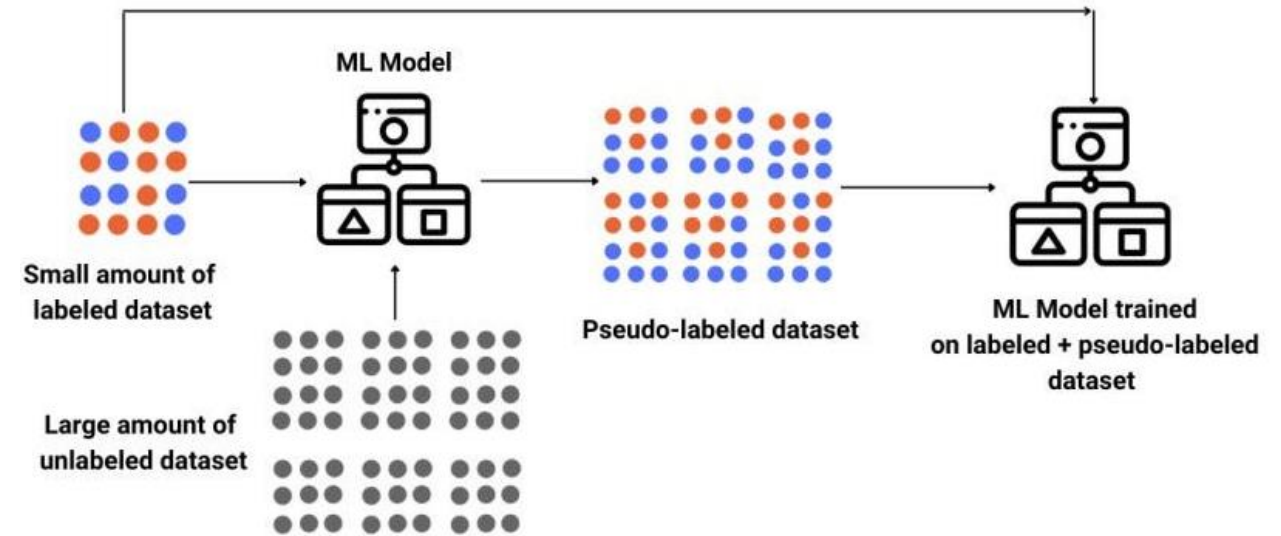 ML Model
Small amount of
labeled dataset
Pseudo-labeled dataset
ML Model trained
on labeled + pseudo-labeled
dataset
Large amount of
unlabeled dataset